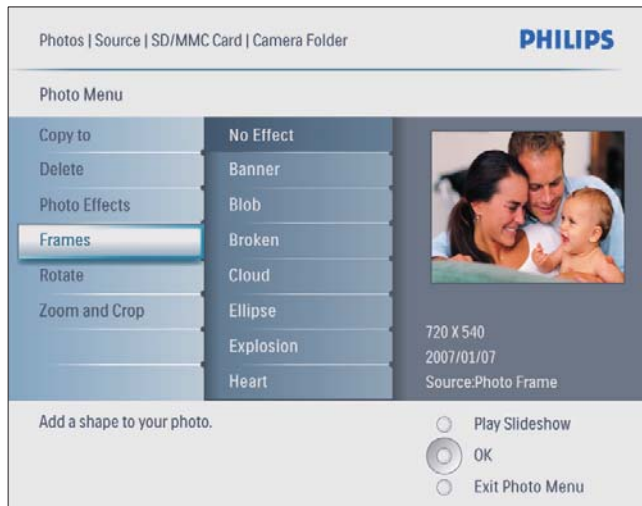 Photos | Source | SD/MMC Card | Camera Folder
PHILIPS
Photo Menu
Copy to
Delete
Photo Effects
Frames
Rotate
Zoom and Crop
No Effect
Banner
Blob
Broken
Cloud
Ellipse
Explosion
Heart
720 X 540
2007/01/07
Source:Photo Frame
Add a shape to your photo.
Play Slideshow
OK
Exit Photo Menu